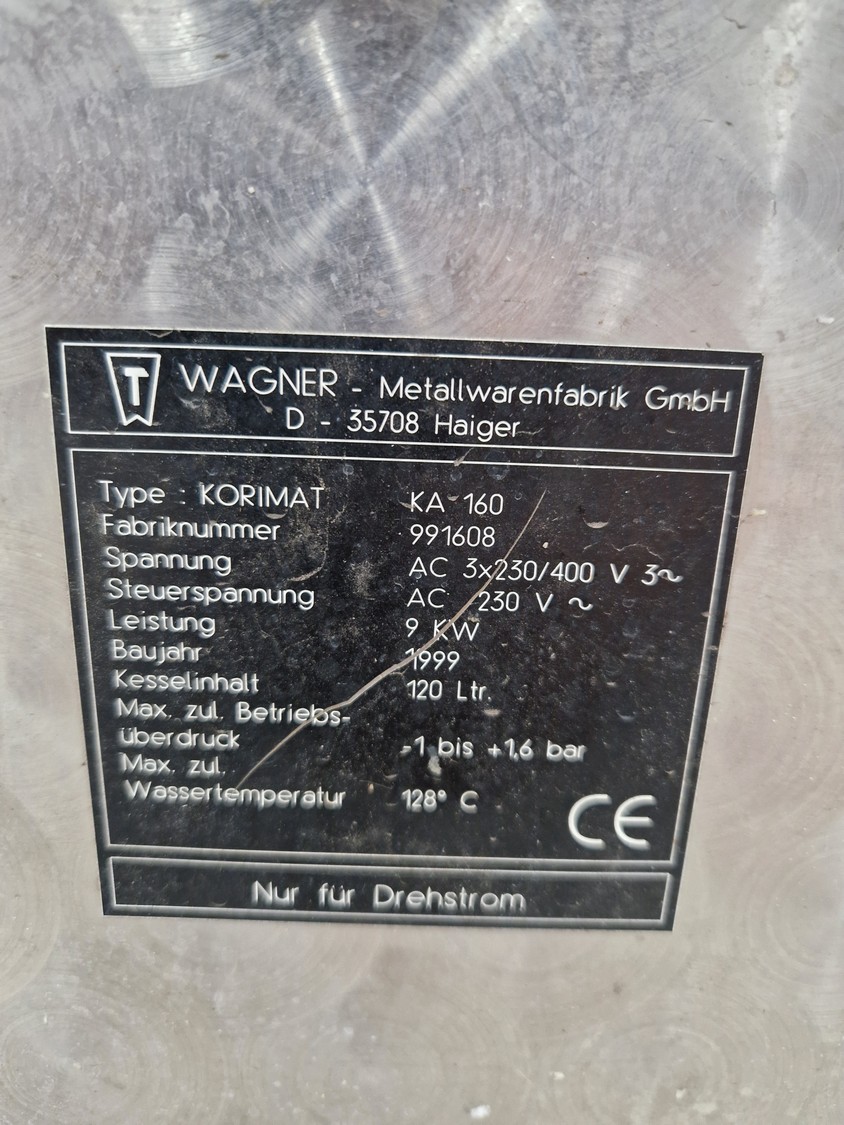 T WAGNER - Metallwarenfabrik GmbH
D - 35708 Haiger
Type : KORIMAT KA 160
Fabriknummer 991608
Spannung AC 3x230/400 V 3~
Steuerspannung AC 230 V ~
Leistung 9 KW
Baujahr 1999
Kesselinhalt 120 Ltr.
Max. zul. Betriebs-
überdruck -1 bis +1,6 bar
Max. zul.
Wassertemperatur 128° C
CE
Nur für Drehstrom